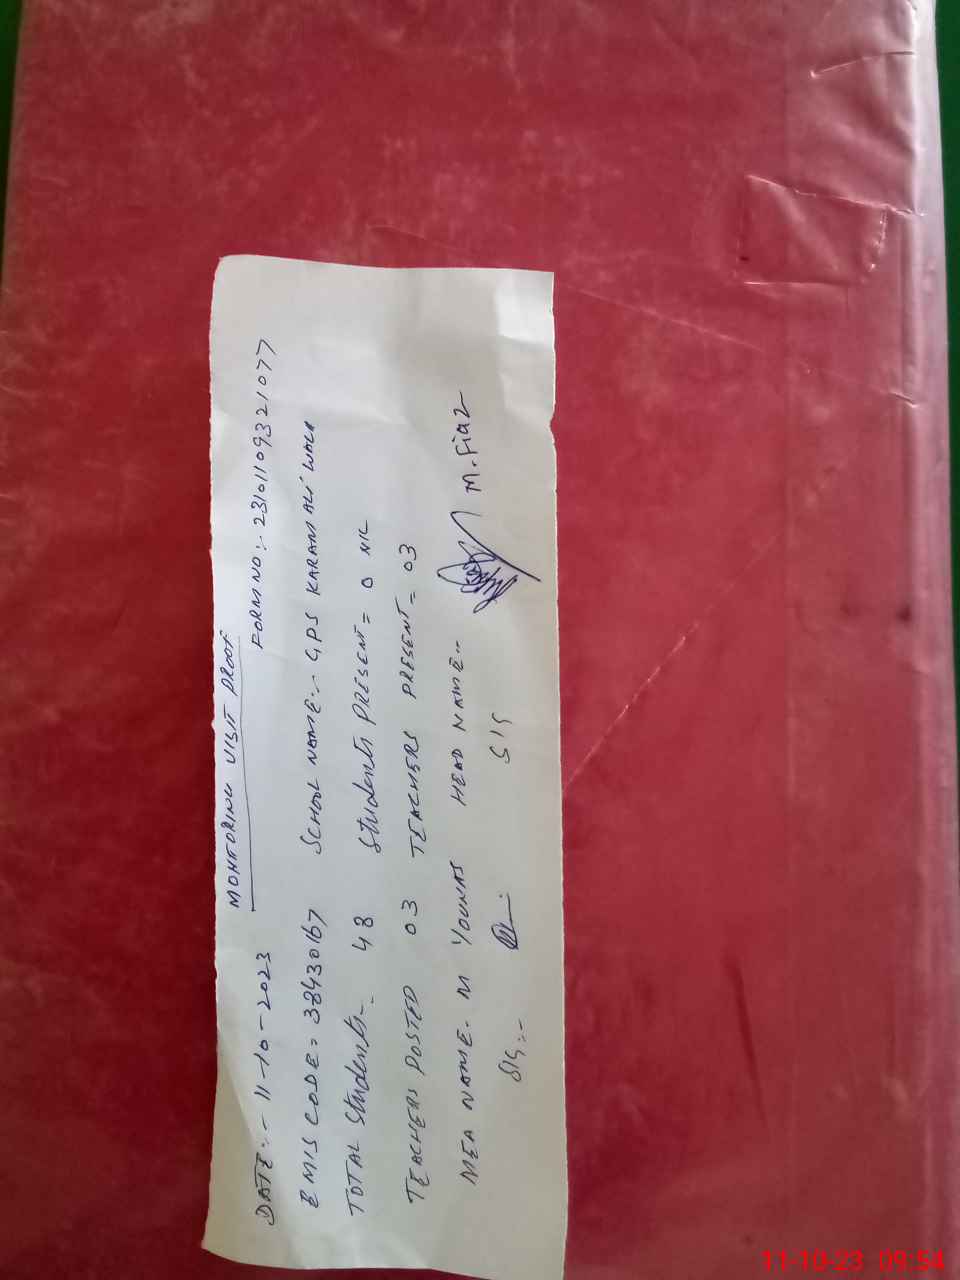 MONITORING VISIT PROOF
DATE:- 11-10-2023 FORM NO:- 23101109321077
EMIS CODE= 38430167 SCHOOL NAME:- GPS KARAM ALI WALA
TOTAL Students- 48 Students PRESENT= 0 NIL
TEACHERS POSTED 03 TEACHERS PRESENT= 03
MEA NAME. M YOUNAS HEAD NAME:- M. Fiaz
SIG:- SIG
11-10-23 09:54